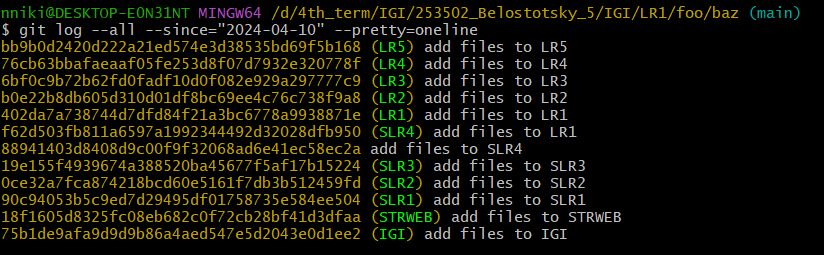 nniki@DESKTOP-EON31NT MINGW64 /d/4th_term/IGI/253502_Belostotsky_5/IGI/LR1/foo/baz (main)
$ git log --all --since="2024-04-10" --pretty=oneline
bb9b0d2420d222a21ed574e3d38535bd69f5b168 (LR5) add files to LR5
76cb63bbafaeaaf05fe253d8f07d7932e320778f (LR4) add files to LR4
6bf0c9b72b62fd0fadf10d0f082e929a297777c9 (LR3) add files to LR3
b0e22b8db605d310d01df8bc69ee4c76c738f9a8 (LR2) add files to LR2
402da7a738744d7dfd84f21a3bc6778a9938871e (LR1) add files to LR1
f62d503fb811a6597a1992344492d32028dfb950 (SLR4) add files to LR1
88941403d8408d9c00f9f32068ad6e41ec58ec2a add files to SLR4
19e155f4939674a388520ba45677f5af17b15224 (SLR3) add files to SLR3
0ce32a7fca874218bcd60e5161f7db3b512459fd (SLR2) add files to SLR2
90c94053b5c9ed7d29495df01758735e584ee504 (SLR1) add files to SLR1
18f1605d8325fc08eb682c0f72cb28bf41d3dfaa (STRWEB) add files to STRWEB
75b1de9afa9d9d9b86a4aed547e5d2043e0d1ee2 (IGI) add files to IGI